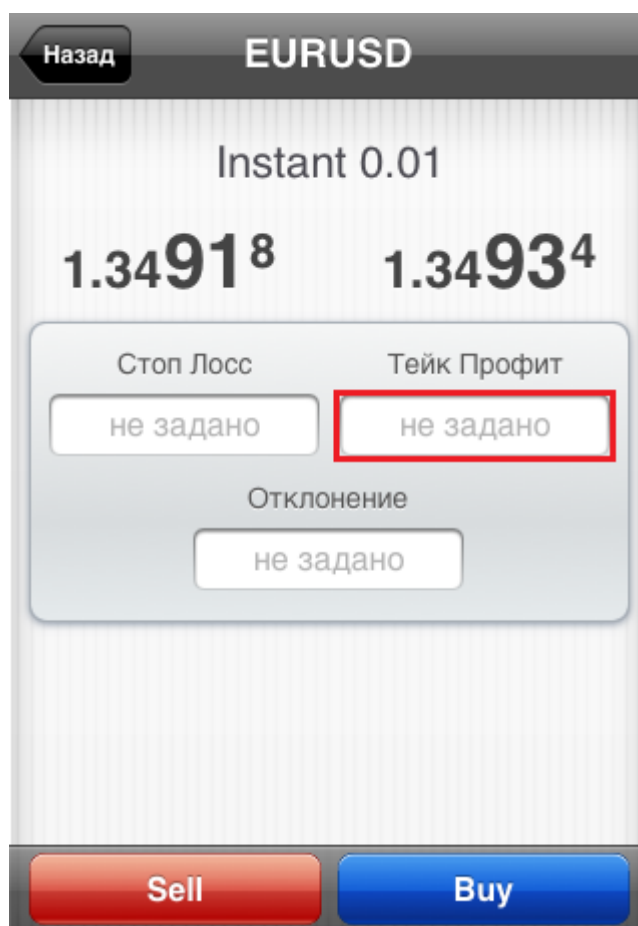 Назад EURUSD
Instant 0.01
1.34918 1.34934
Стоп Лосс Тейк Профит
не задано не задано
Отклонение
не задано
Sell Buy